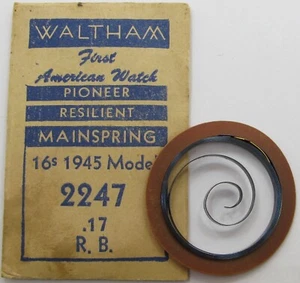 WALTHAM
First
American Watch
PIONEER
RESILIENT
MAINSPRING
16s 1945 Model
2247
.17
R. B.